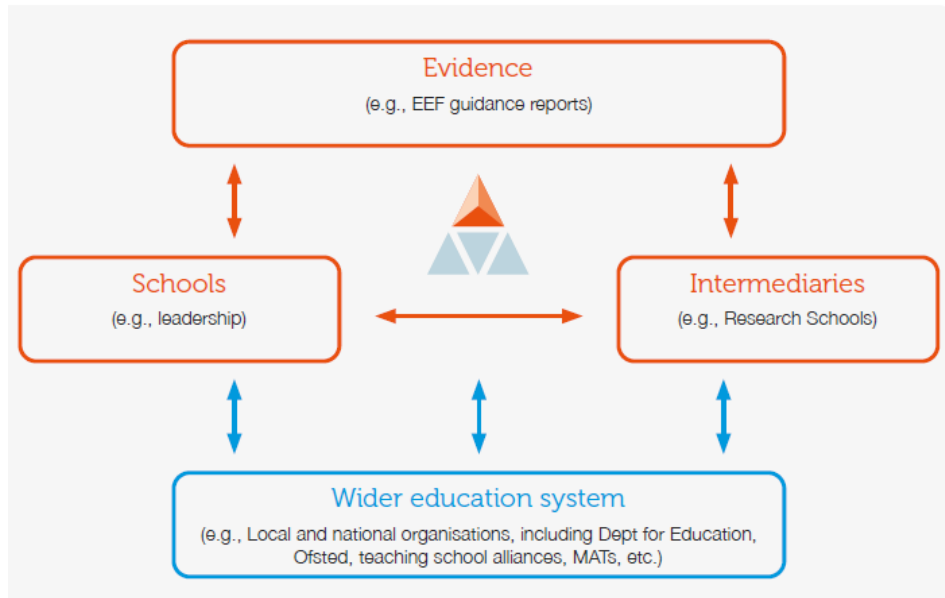 Evidence
(e.g., EEF guidance reports)
Schools
(e.g., leadership)
Intermediaries
(e.g., Research Schools)
Wider education system
(e.g., Local and national organisations, including Dept for Education,
Ofsted, teaching school alliances, MATs, etc.)